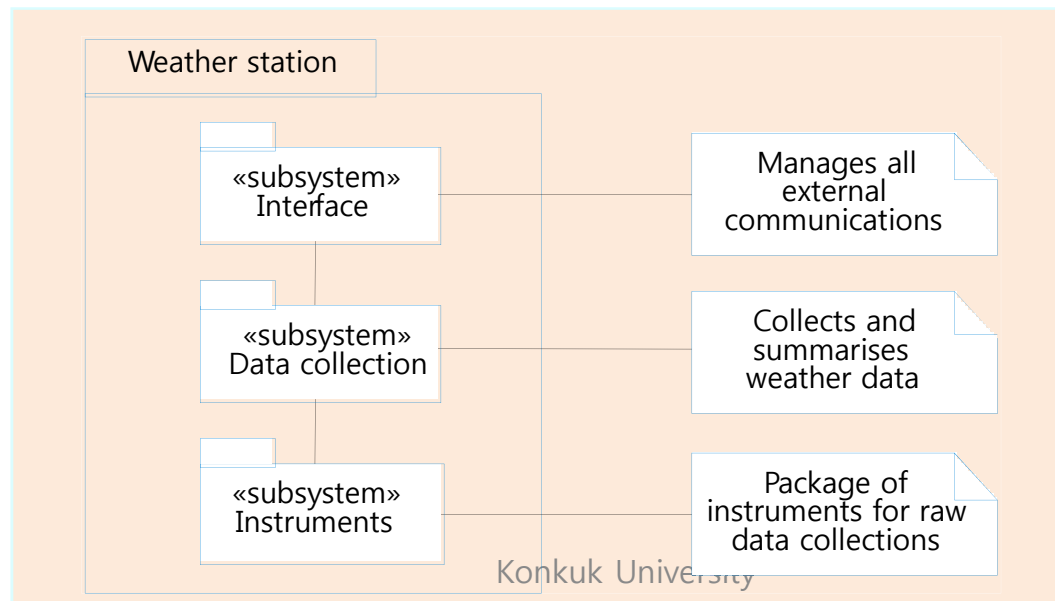 Weather station
«subsystem»
Interface
Manages all
external
communications
«subsystem»
Data collection
Collects and
summarises
weather data
«subsystem»
Instruments
Package of
instruments for raw
data collections
Konkuk University